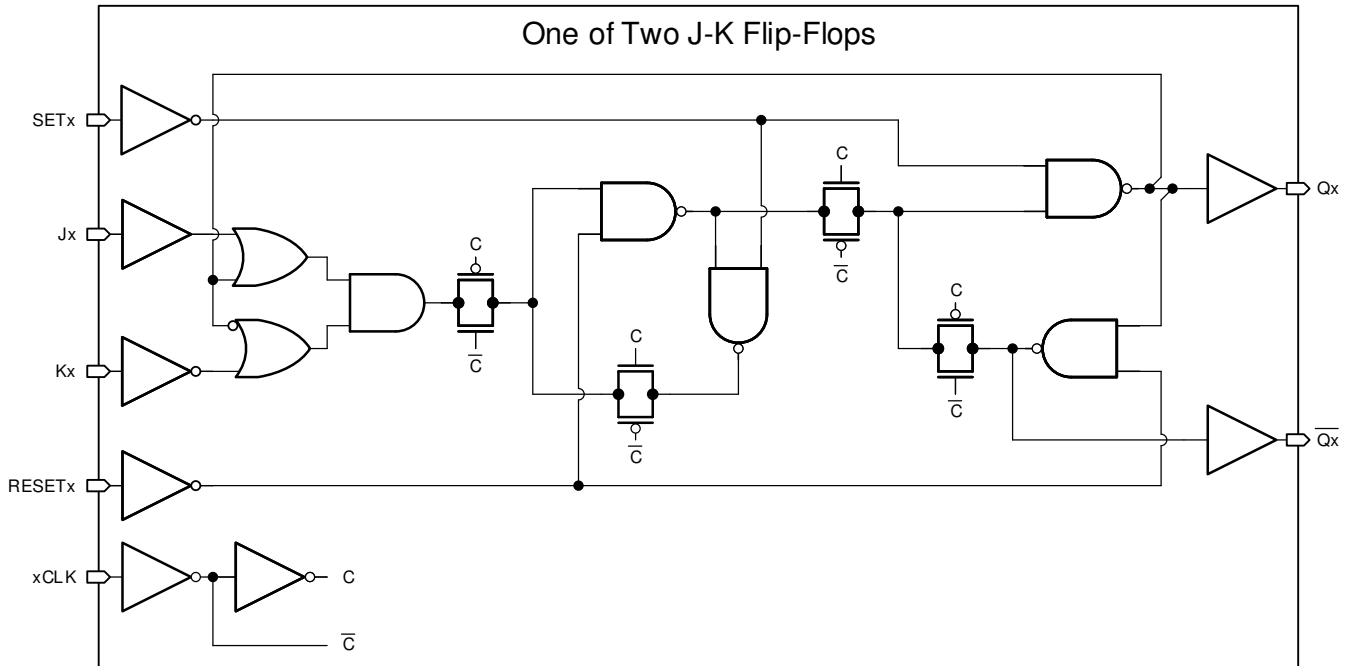 One of Two J-K Flip-Flops
SETx
C
Qx
Jx
C
C̅
C
C
C̅
Kx
C̅
C̅
Q̅x̅
RESETx
xCLK
C
C̅